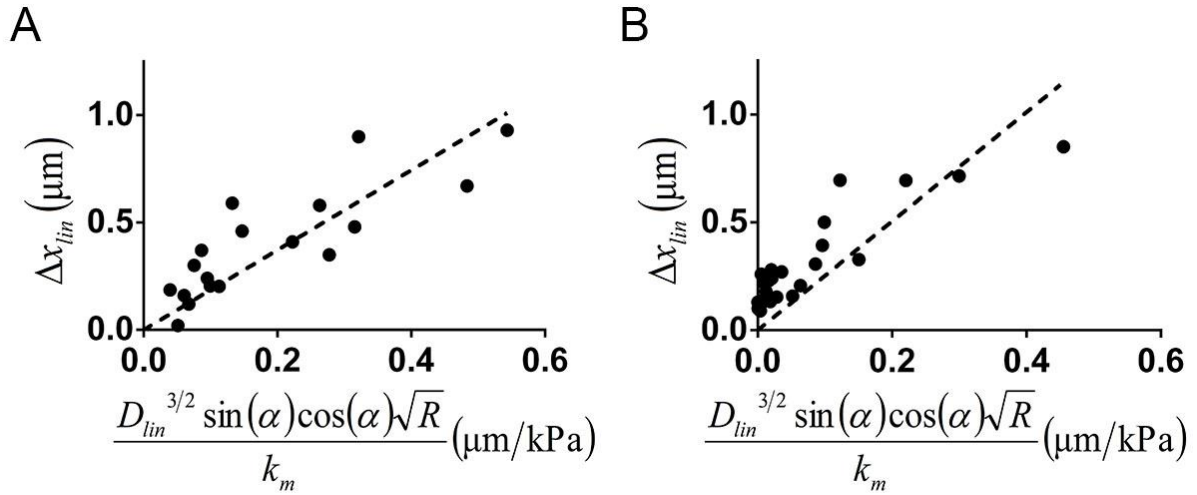 A
B
Δx_lin (μm)
1.0
0.5
0.0
0.0 0.2 0.4 0.6
D_lin^3/2 sin(α)cos(α)√R
k_m
(μm/kPa)
Δx_lin (μm)
1.0
0.5
0.0
0.0 0.2 0.4 0.6
D_lin^3/2 sin(α)cos(α)√R
k_m
(μm/kPa)